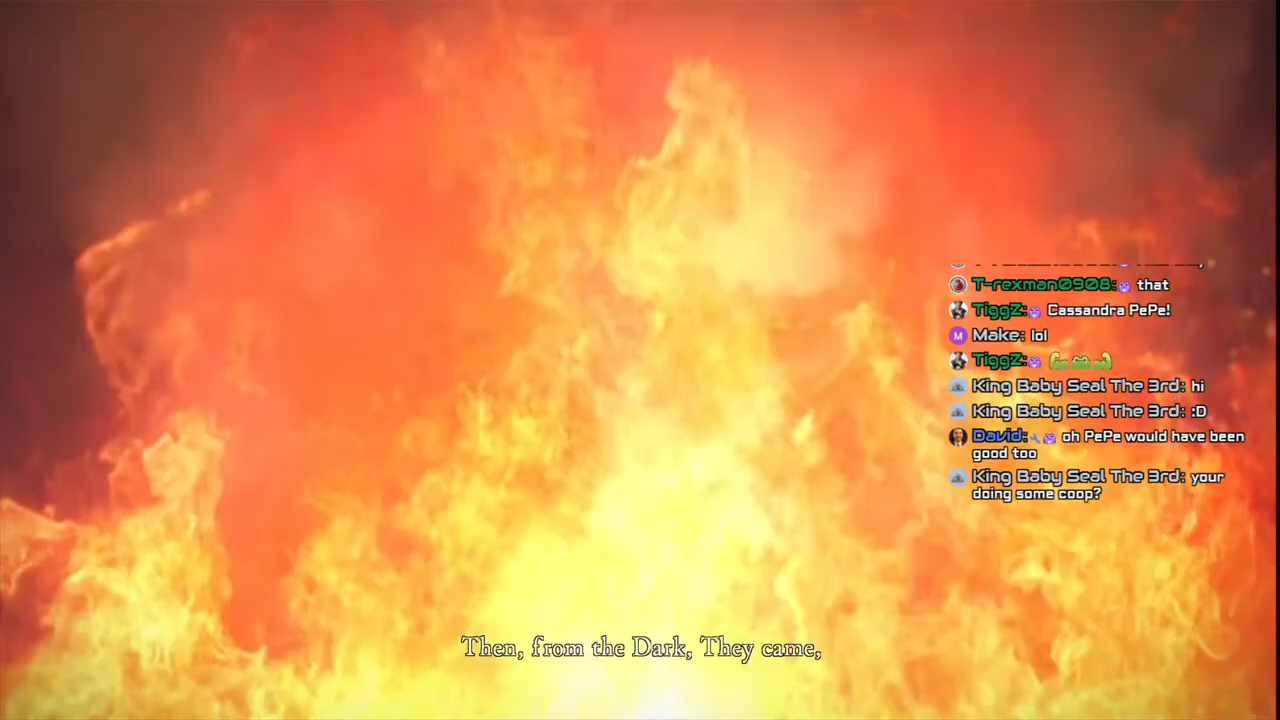 T-rexman0908: that
TiggZ: Cassandra PePe!
Make: lol
TiggZ:
King Baby Seal The 3rd: hi
King Baby Seal The 3rd: :D
David: oh PePe would have been
good too
King Baby Seal The 3rd: your
doing some coop?
Then, from the Dark, They came,